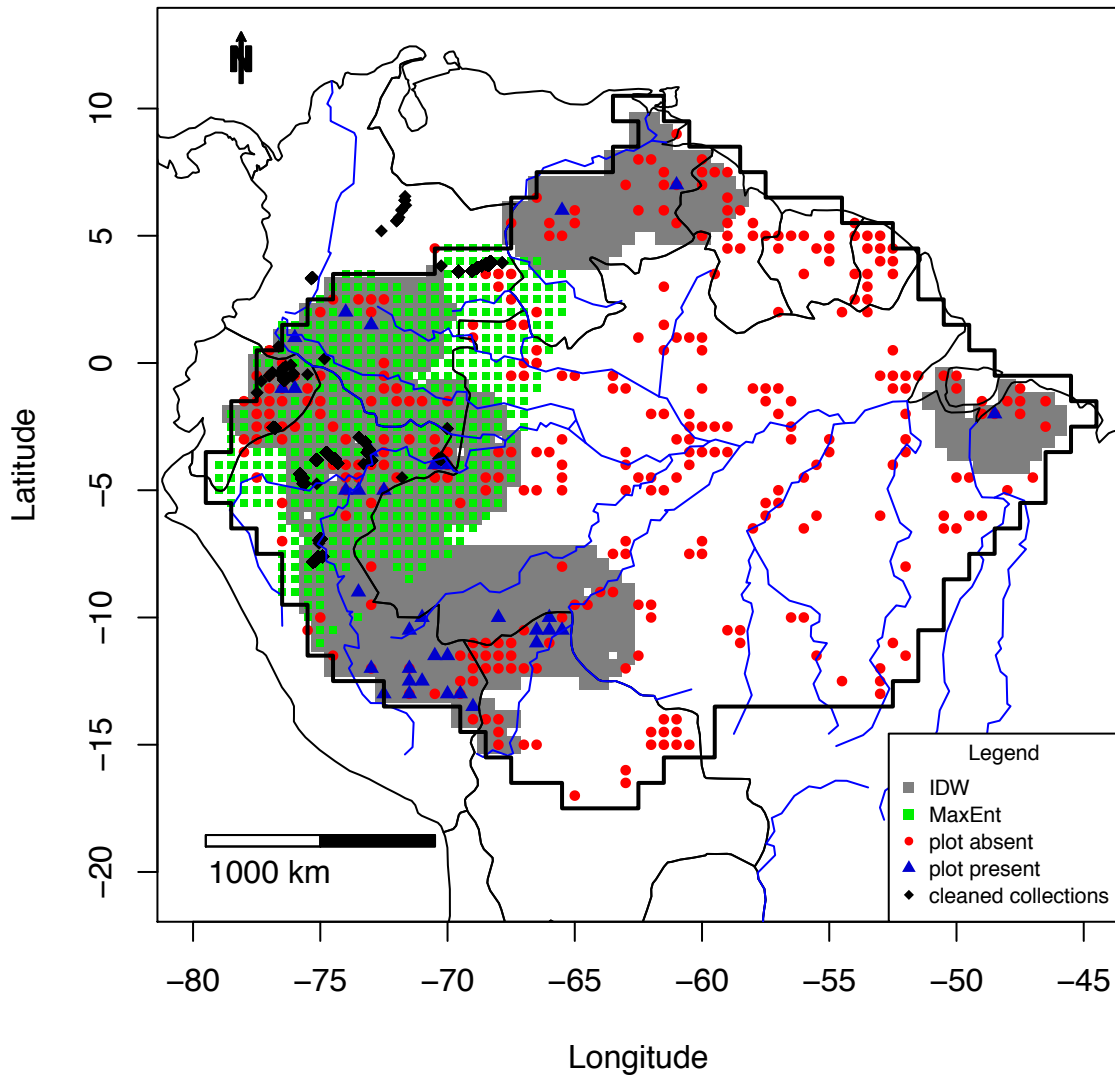 N
10
5
0
−5
−10
−15
−20
Latitude
1000 km
Legend
IDW
MaxEnt
plot absent
plot present
cleaned collections
−80 −75 −70 −65 −60 −55 −50 −45
Longitude